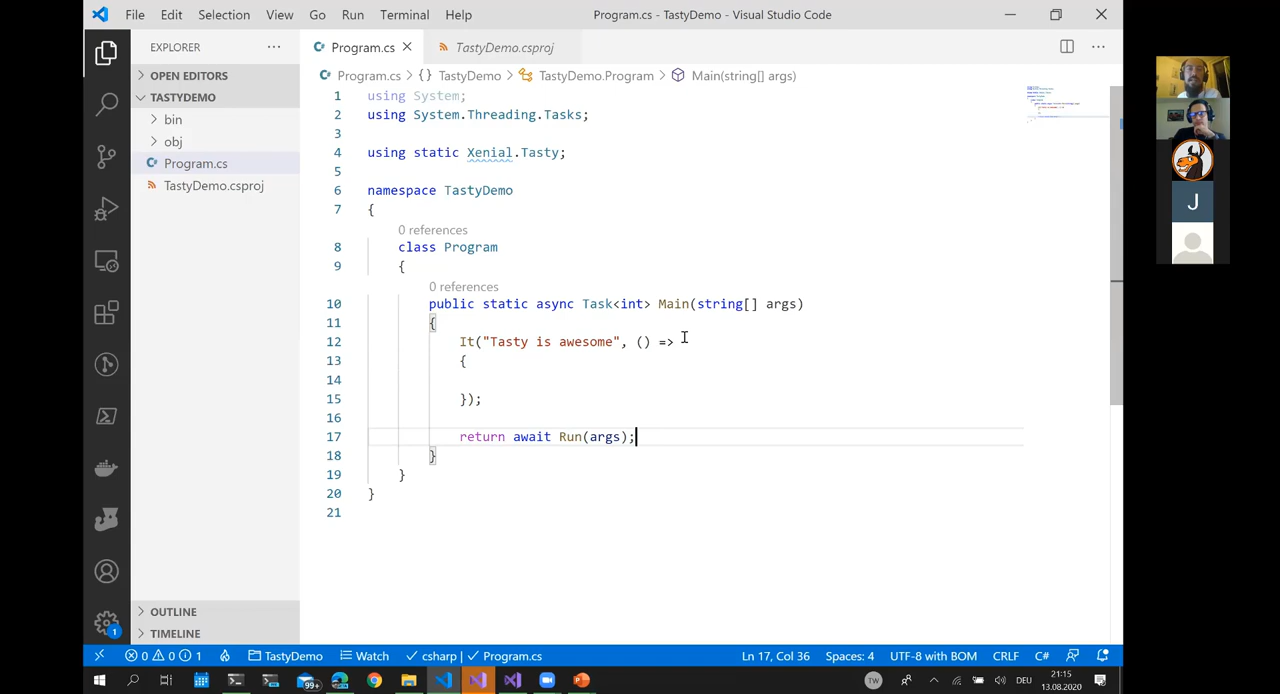 File Edit Selection View Go Run Terminal Help Program.cs - TastyDemo - Visual Studio Code
EXPLORER
Program.cs
TastyDemo.csproj
OPEN EDITORS
TASTYDEMO
bin
obj
Program.cs
TastyDemo.csproj
Program.cs > {} TastyDemo > TastyDemo.Program > Main(string[] args)
1 using System;
2 using System.Threading.Tasks;
3
4 using static Xenial.Tasty;
5
6 namespace TastyDemo
7 {
0 references
8 class Program
9 {
0 references
10 public static async Task<int> Main(string[] args)
11 {
12 It("Tasty is awesome", () =>
13 {
14
15 });
16
17 return await Run(args);
18 }
19 }
20 }
21
J
OUTLINE
TIMELINE
1
0 0 1 TastyDemo Watch csharp | Program.cs Ln 17, Col 36 Spaces: 4 UTF-8 with BOM CRLF C#
99+ TW DEU 21:15
13.08.2020